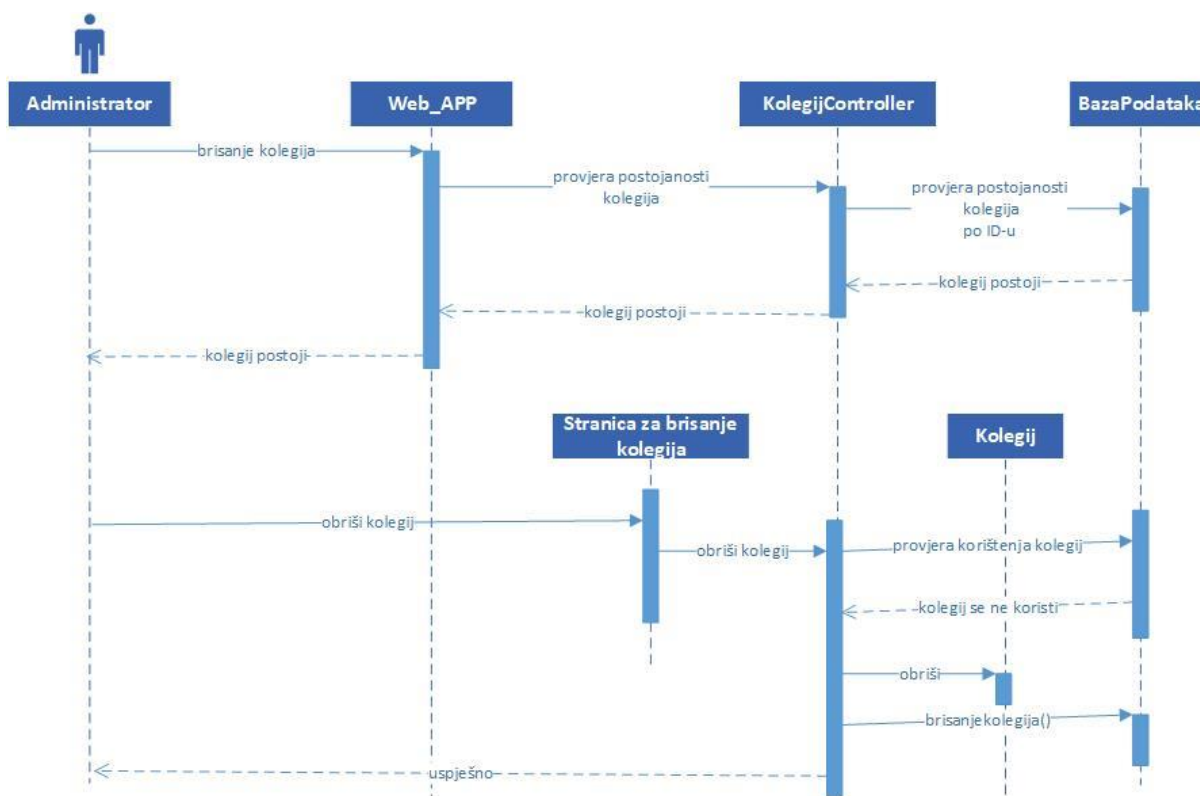 Administrator
Web_APP
KolegijController
BazaPodataka
brisanje kolegija
provjera postojanosti
kolegija
provjera postojanosti
kolegija
po ID-u
kolegij postoji
kolegij postoji
kolegij postoji
Stranica za brisanje
kolegija
Kolegij
obriši kolegij
obriši kolegij
provjera korištenja kolegij
kolegij se ne koristi
obriši
brisanjekolegija()
uspješno